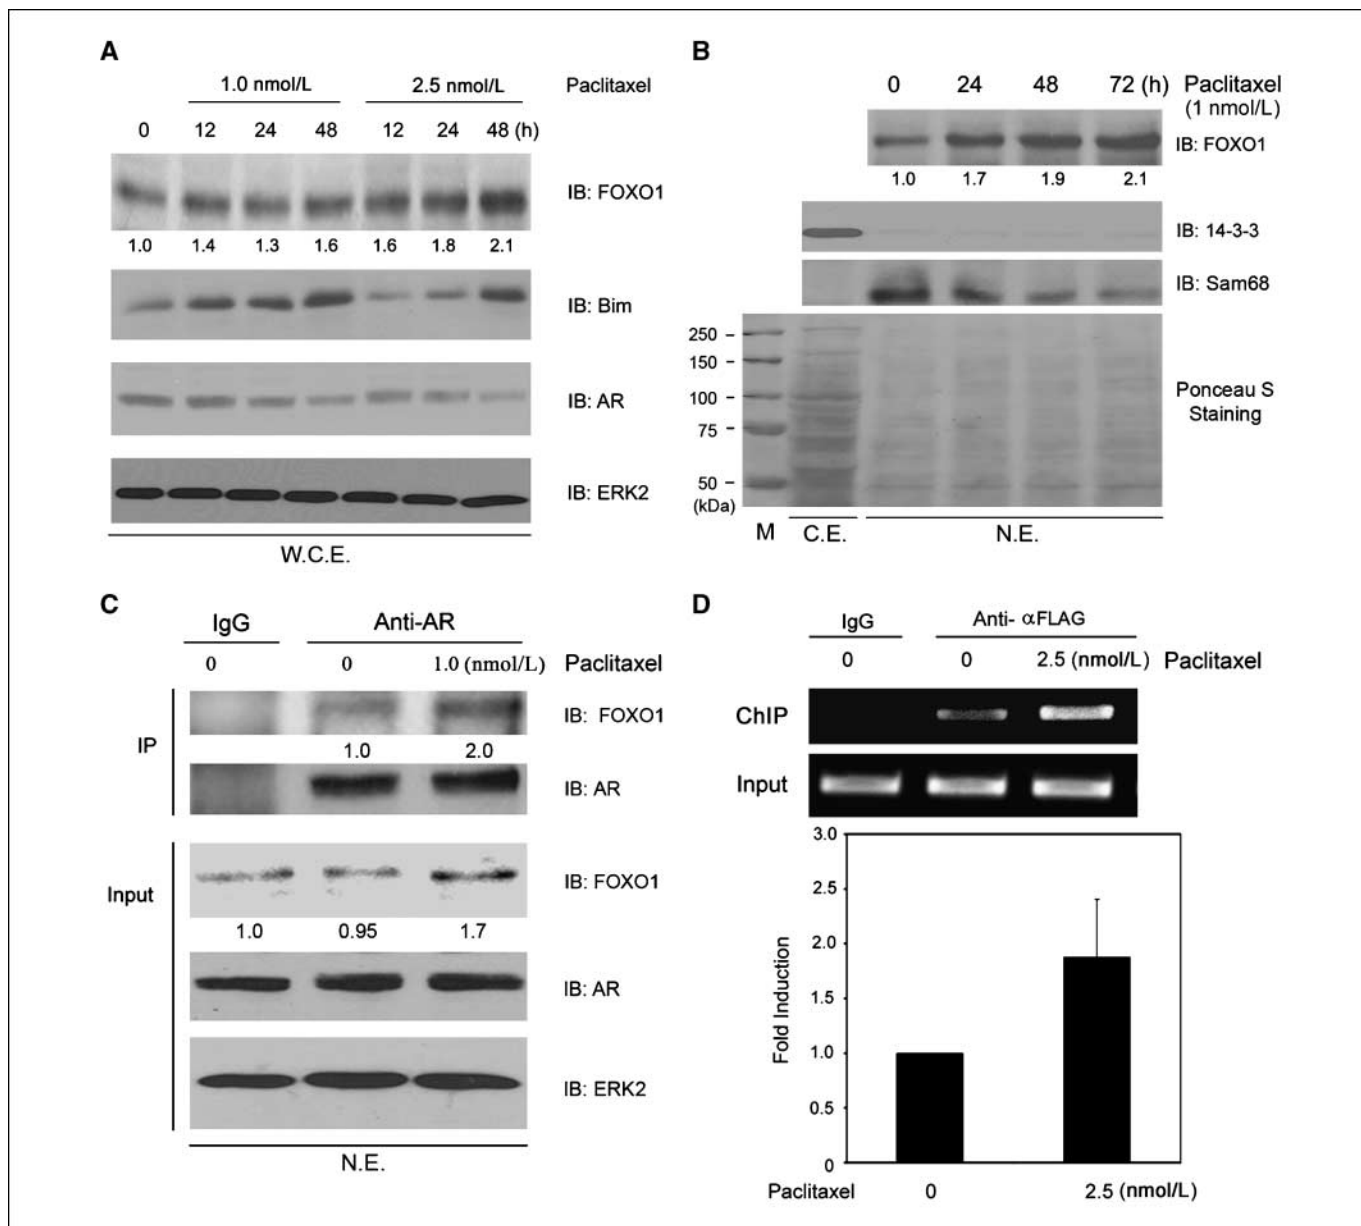 A
1.0 nmol/L 2.5 nmol/L Paclitaxel
0 12 24 48 12 24 48 (h)
IB: FOXO1
1.0 1.4 1.3 1.6 1.6 1.8 2.1
IB: Bim
IB: AR
IB: ERK2
W.C.E.
B
0 24 48 72 (h) Paclitaxel
(1 nmol/L)
IB: FOXO1
1.0 1.7 1.9 2.1
IB: 14-3-3
IB: Sam68
250 –
150 –
100 –
75 –
50 –
(kDa)
Ponceau S
Staining
M C.E. N.E.
C
IgG Anti-AR
0 0 1.0 (nmol/L) Paclitaxel
IP
IB: FOXO1
1.0 2.0
IB: AR
Input
IB: FOXO1
1.0 0.95 1.7
IB: AR
IB: ERK2
N.E.
D
IgG Anti- αFLAG
0 0 2.5 (nmol/L) Paclitaxel
ChIP
Input
Fold Induction
3.0
2.5
2.0
1.5
1.0
0.5
0
Paclitaxel 0 2.5 (nmol/L)